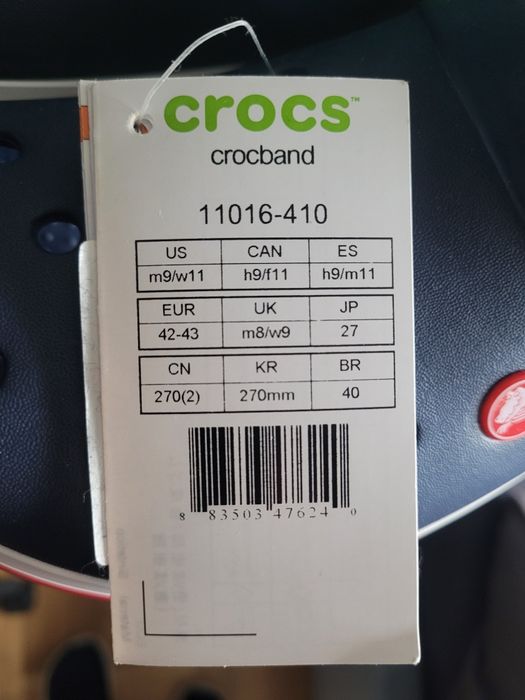 crocs™
crocband
11016-410
US CAN ES
m9/w11 h9/f11 h9/m11
EUR UK JP
42-43 m8/w9 27
CN KR BR
270(2) 270mm 40
8 83503 47624 0